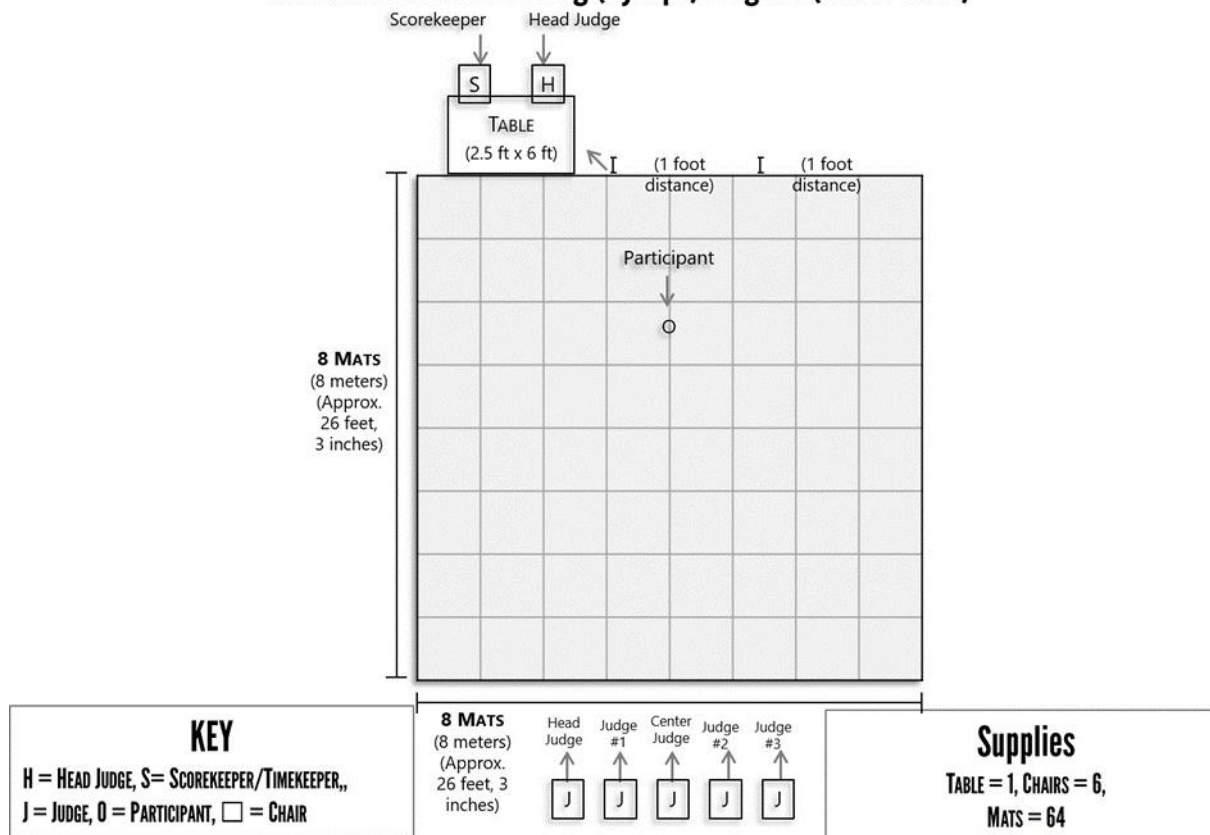 Scorekeeper Head Judge
S H
TABLE
(2.5 ft x 6 ft)
I (1 foot distance) I (1 foot distance)
Participant
O
8 MATS
(8 meters)
(Approx.
26 feet,
3 inches)
KEY
H = HEAD JUDGE, S= SCOREKEEPER/TIMEKEEPER,,
J = JUDGE, O = PARTICIPANT, □ = CHAIR
8 MATS
(8 meters)
(Approx.
26 feet, 3
inches)
Head Judge
Judge #1
Center Judge
Judge #2
Judge #3
J J J J J
Supplies
TABLE = 1, CHAIRS = 6,
MATS = 64